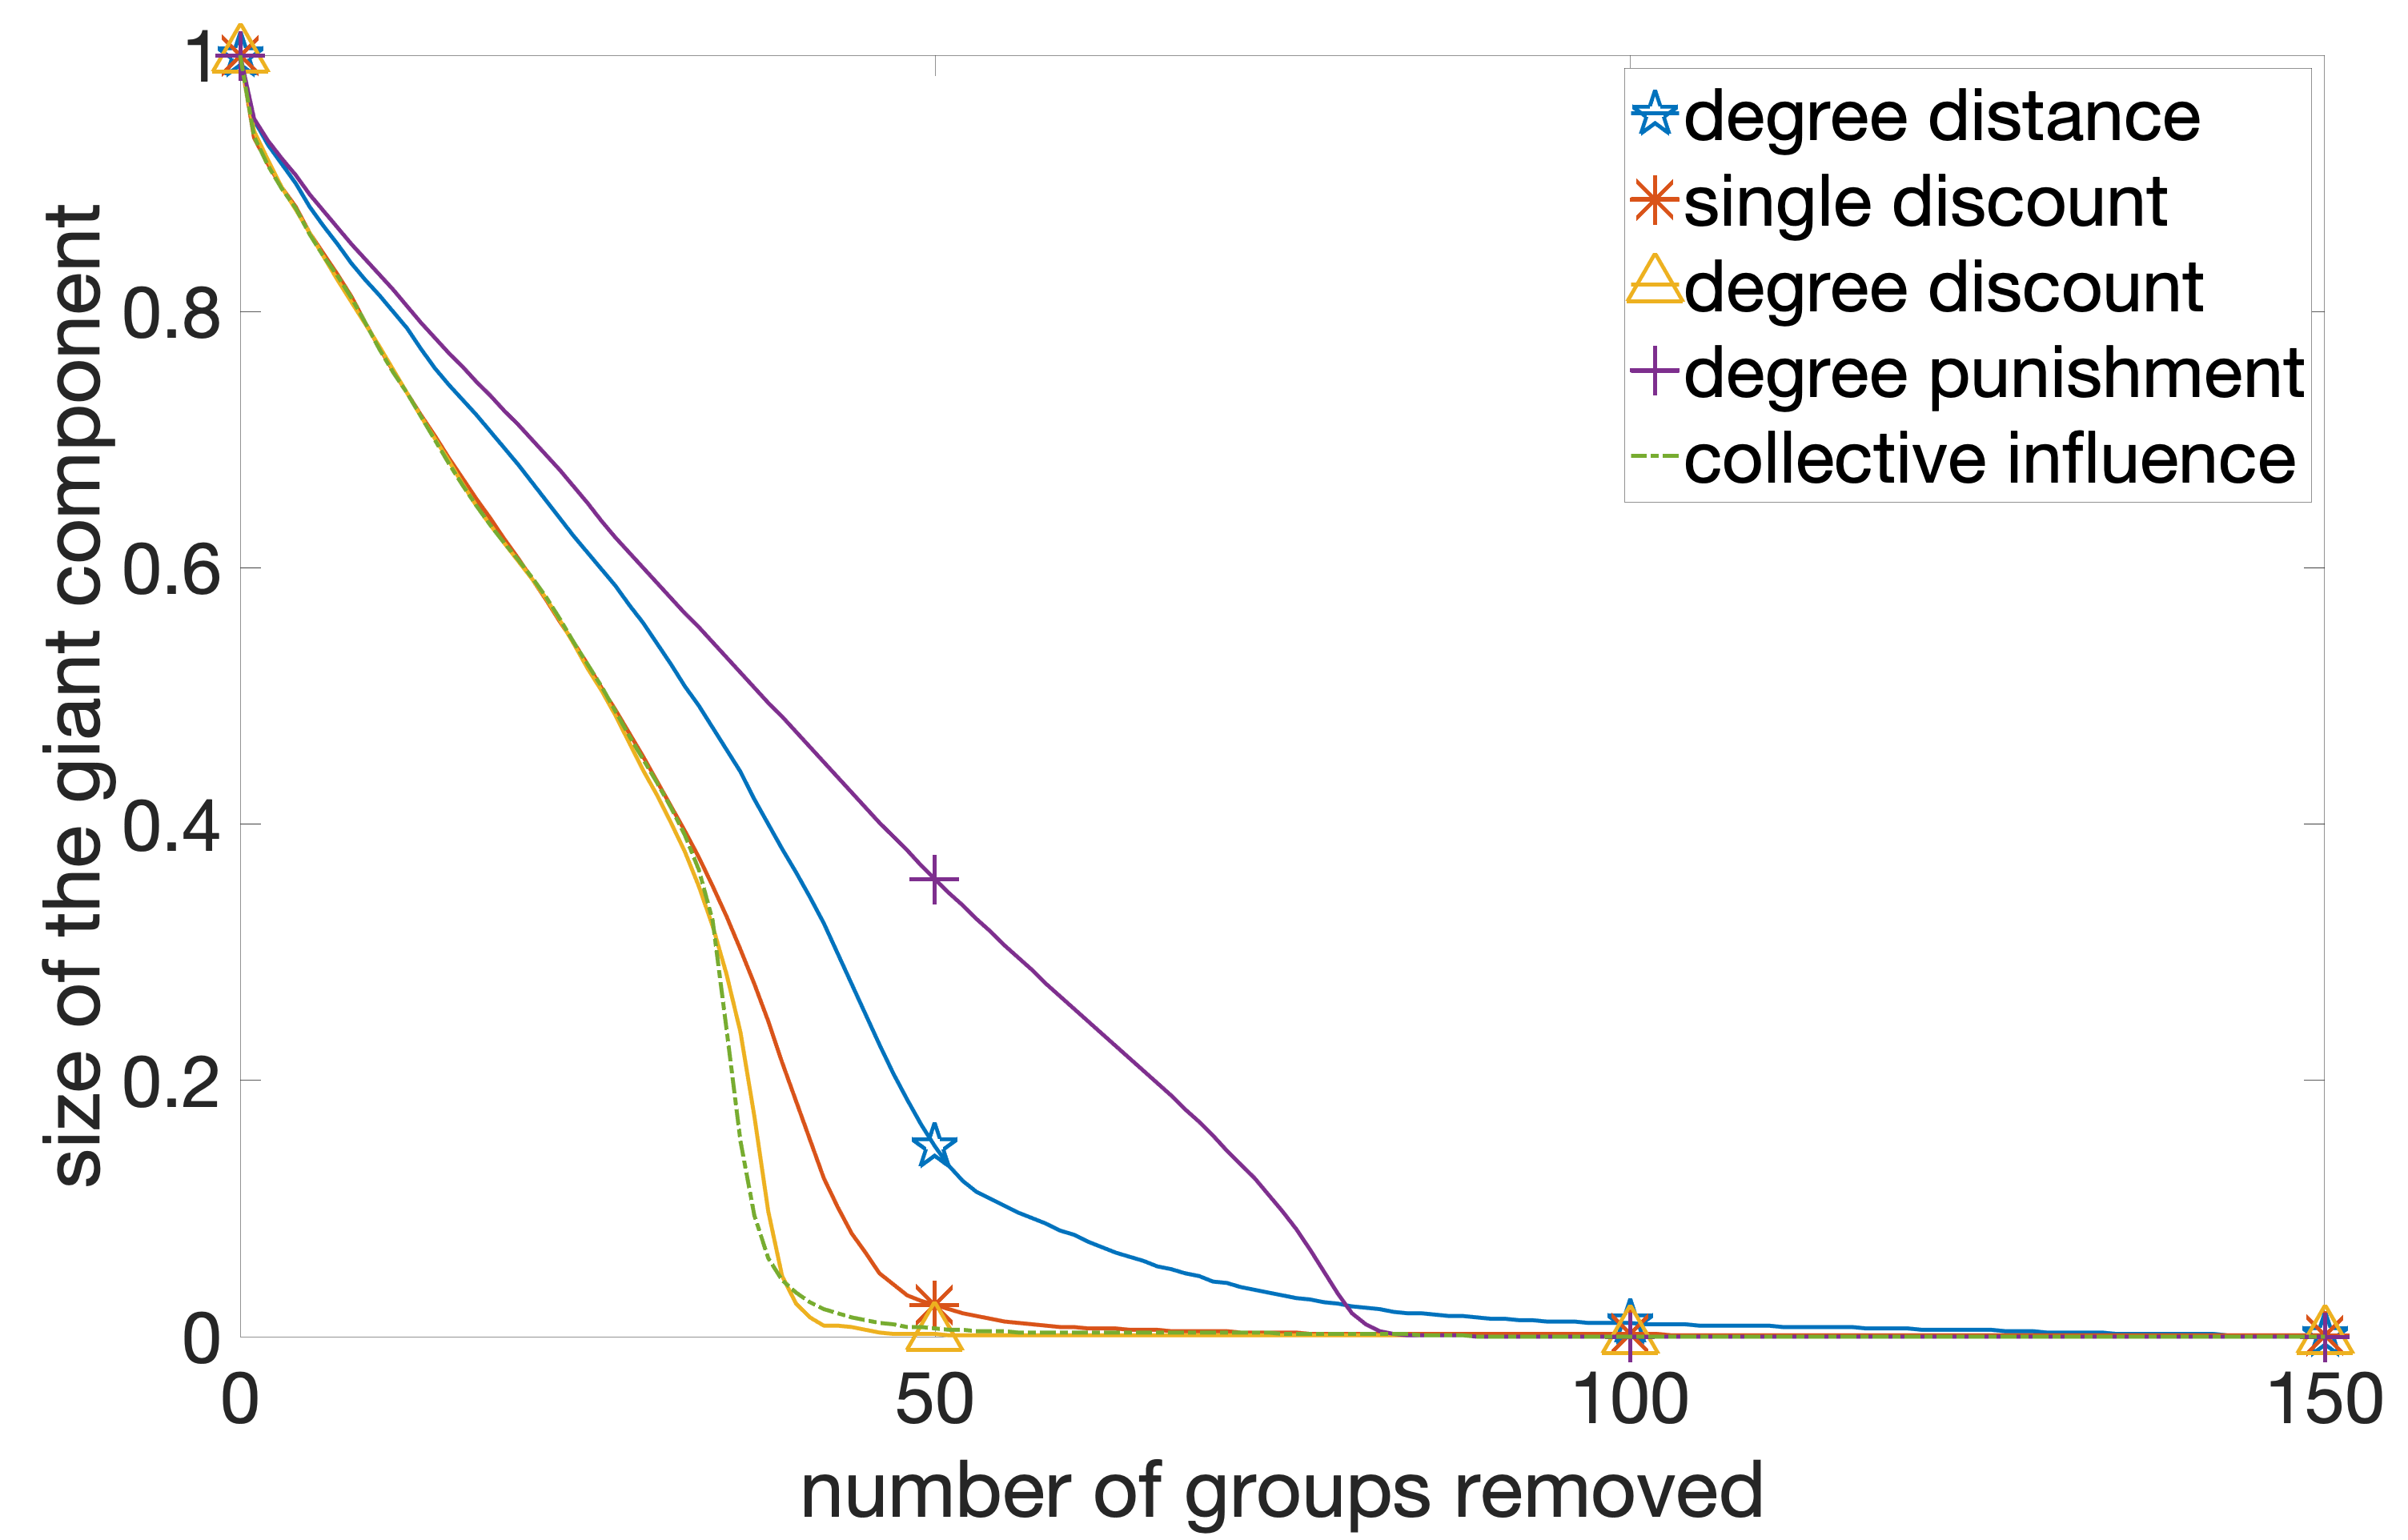 size of the giant component
1
0.8
0.6
0.4
0.2
0
0
50
100
150
number of groups removed
degree distance
single discount
degree discount
degree punishment
collective influence